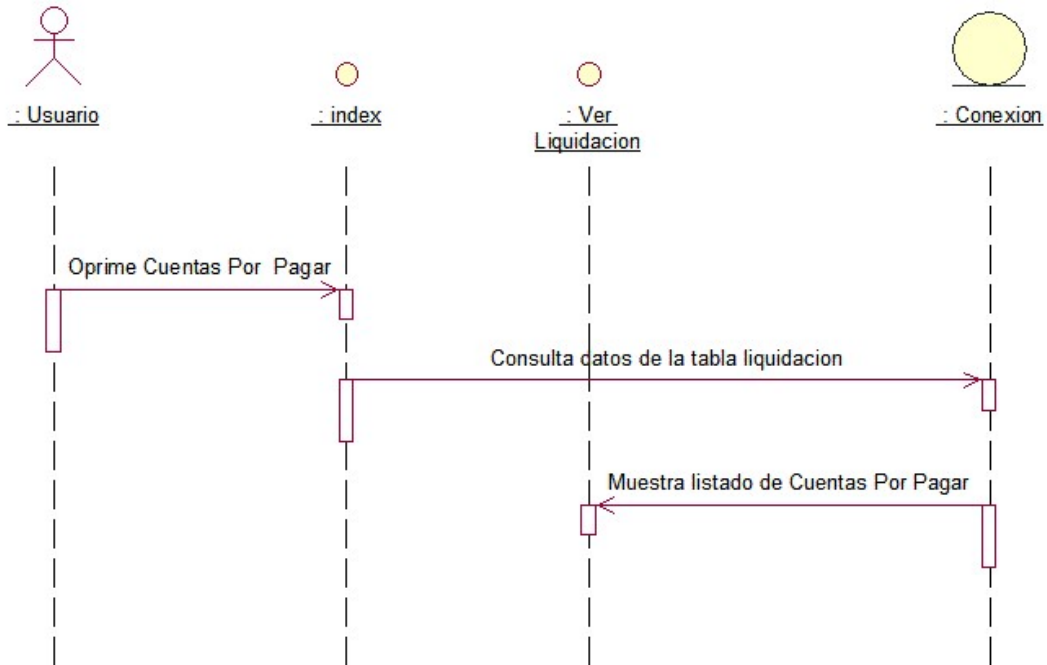 : Usuario
: index
: Ver
Liquidacion
: Conexion
Oprime Cuentas Por Pagar
Consulta datos de la tabla liquidacion
Muestra listado de Cuentas Por Pagar